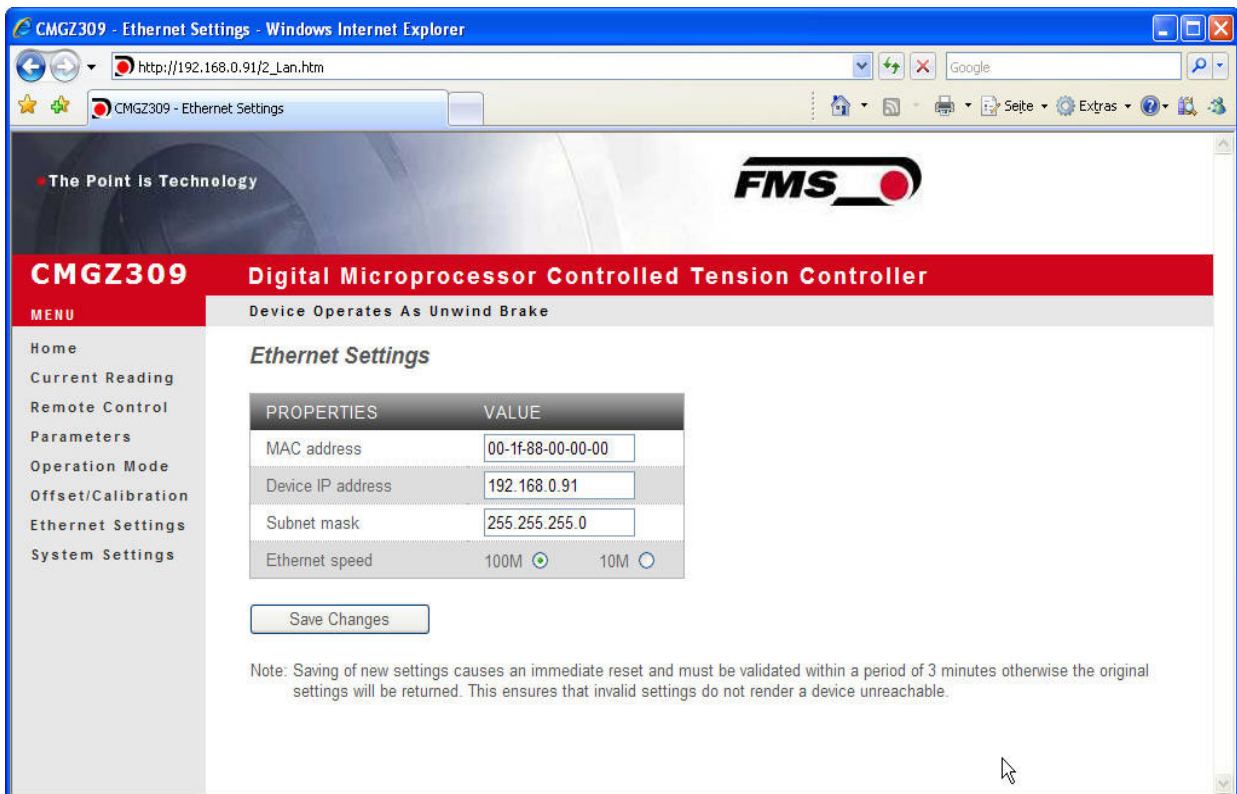 CMGZ309 - Ethernet Settings - Windows Internet Explorer
http://192.168.0.91/2_Lan.htm
Google
CMGZ309 - Ethernet Settings
Seite
Extras
The Point is Technology
FMS
CMGZ309
Digital Microprocessor Controlled Tension Controller
MENU
Device Operates As Unwind Brake
Home
Current Reading
Remote Control
Parameters
Operation Mode
Offset/Calibration
Ethernet Settings
System Settings
Ethernet Settings
PROPERTIES VALUE
MAC address 00-1f-88-00-00-00
Device IP address 192.168.0.91
Subnet mask 255.255.255.0
Ethernet speed 100M 10M
Save Changes
Note: Saving of new settings causes an immediate reset and must be validated within a period of 3 minutes otherwise the original
settings will be returned. This ensures that invalid settings do not render a device unreachable.